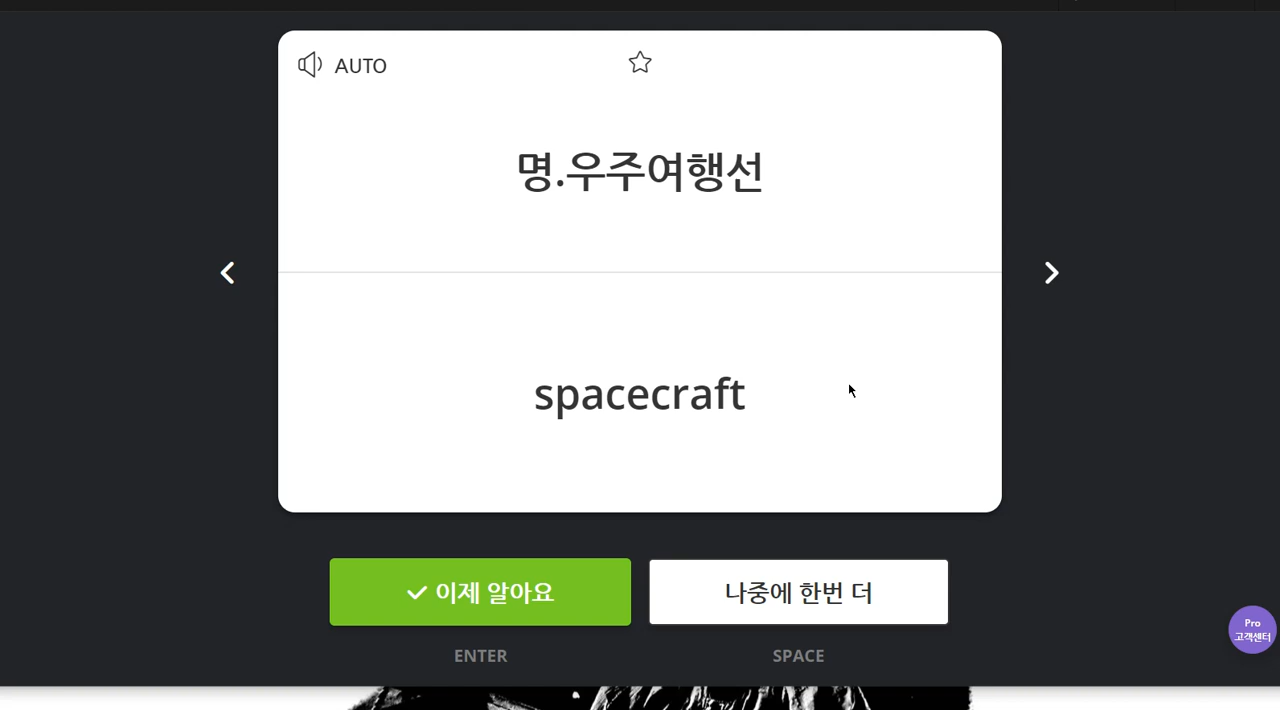 AUTO
명.우주여행선
spacecraft
이제 알아요
나중에 한번 더
ENTER
SPACE
Pro
고객센터